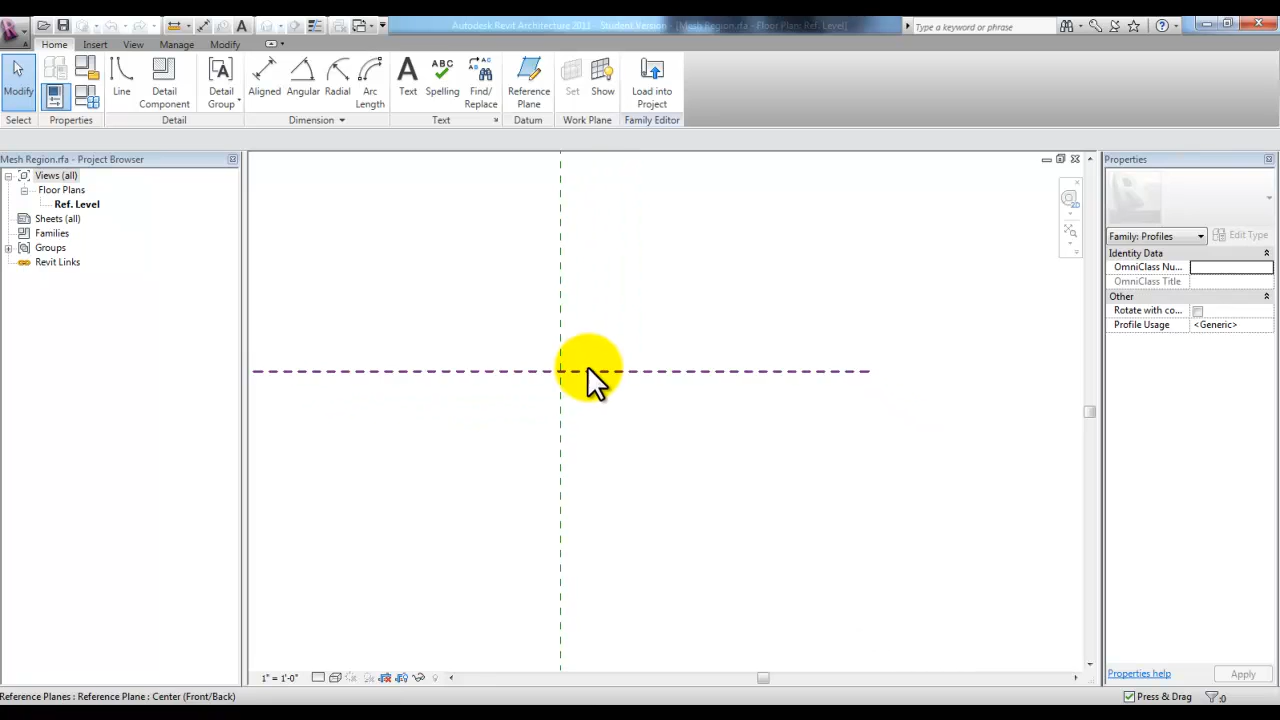 Autodesk Revit Architecture 2011 - Student Version - [Mesh Region.rfa - Floor Plan: Ref. Level]
Type a keyword or phrase
Home Insert View Manage Modify
Modify
Line
Detail Component
Detail Group
Aligned
Angular
Radial
Arc Length
Text
Spelling
Find/ Replace
Reference Plane
Set
Show
Load into Project
Select Properties Detail Dimension Text Datum Work Plane Family Editor
Mesh Region.rfa - Project Browser
Views (all)
Floor Plans
Ref. Level
Sheets (all)
Families
Groups
Revit Links
2D
Properties
Family: Profiles Edit Type
Identity Data
OmniClass Nu...
OmniClass Title
Other
Rotate with co...
Profile Usage <Generic>
Properties help Apply
1" = 1'-0"
Reference Planes : Reference Plane : Center (Front/Back)
Press & Drag
:0